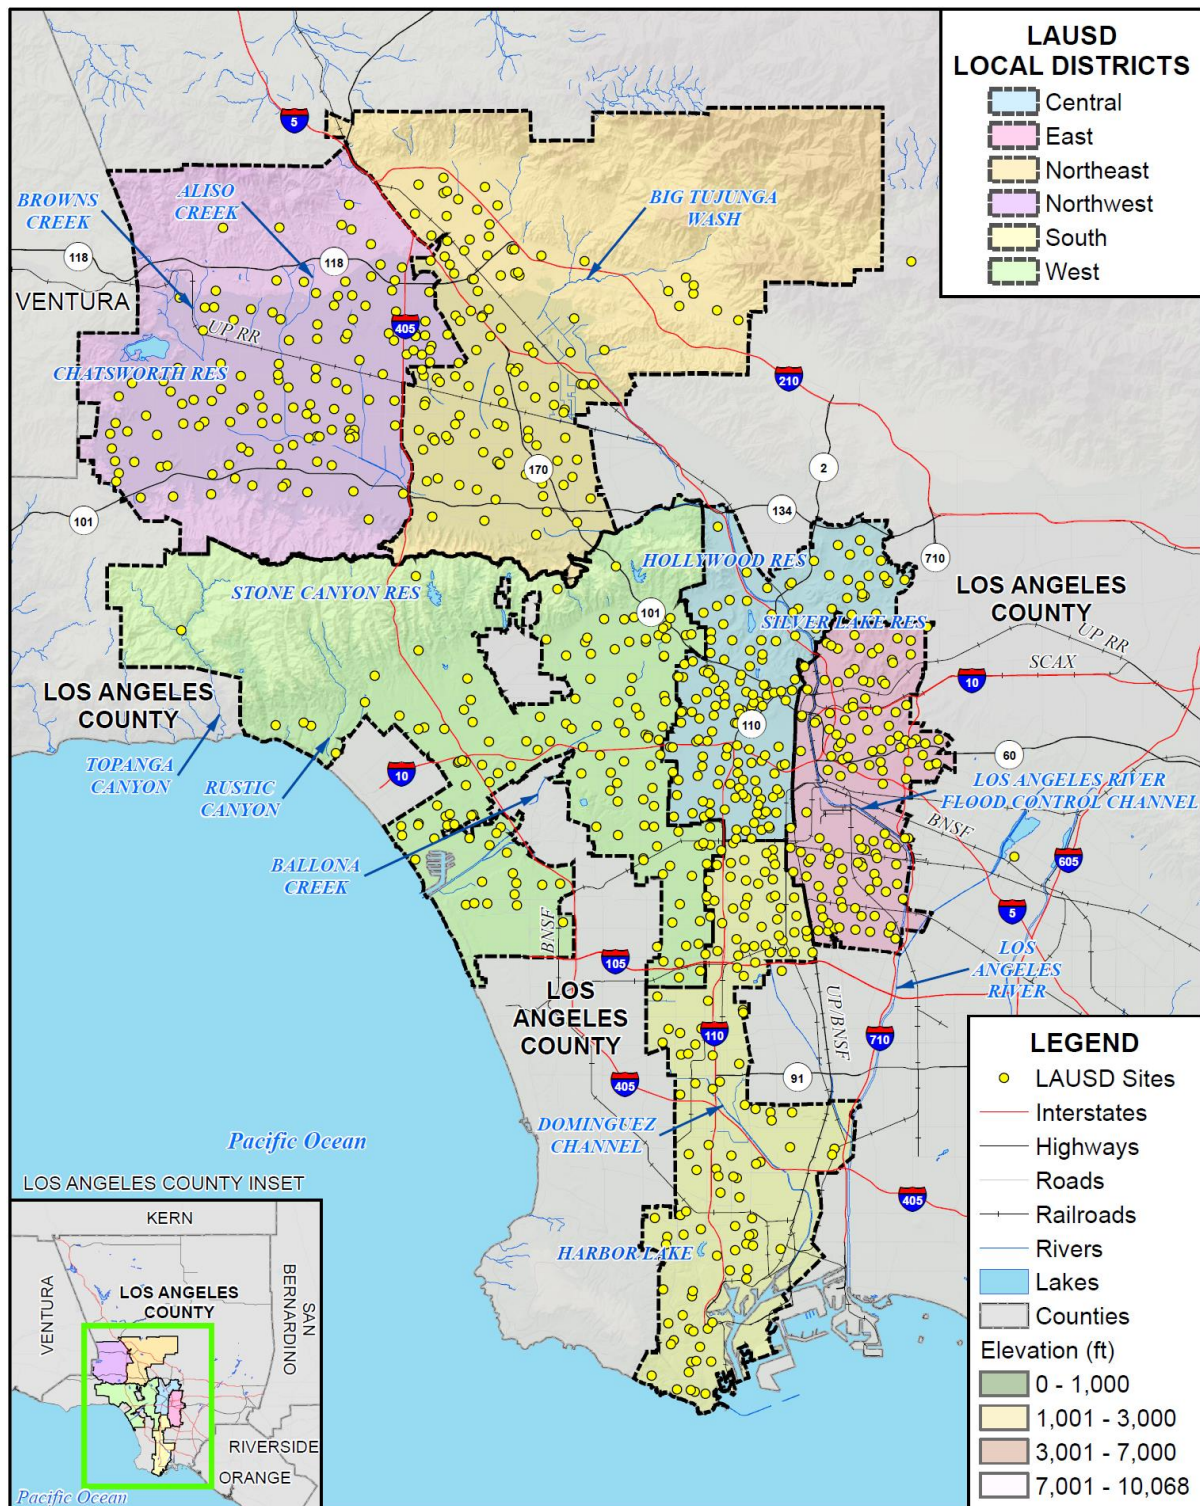 LAUSD
LOCAL DISTRICTS
Central
East
Northeast
Northwest
South
West
5
BROWNS
CREEK
ALISO
CREEK
BIG TUJUNGA
WASH
118
118
VENTURA
UP RR
405
CHATSWORTH RES
210
170
2
101
134
710
HOLLYWOOD RES
STONE CANYON RES
101
LOS ANGELES
COUNTY
SILVER LAKE RES
UP RR
SCAX
10
LOS ANGELES
COUNTY
110
60
TOPANGA
CANYON
RUSTIC
CANYON
10
LOS ANGELES RIVER
FLOOD CONTROL CHANNEL
BNSF
605
BALLONA
CREEK
5
BNSF
105
LOS
ANGELES
RIVER
LOS
ANGELES
COUNTY
UP/BNSF
110
710
405
91
DOMINGUEZ
CHANNEL
Pacific Ocean
405
HARBOR LAKE
LEGEND
LAUSD Sites
Interstates
Highways
Roads
Railroads
Rivers
Lakes
Counties
Elevation (ft)
0 - 1,000
1,001 - 3,000
3,001 - 7,000
7,001 - 10,068
LOS ANGELES COUNTY INSET
KERN
VENTURA
LOS ANGELES
COUNTY
SAN
BERNARDINO
RIVERSIDE
ORANGE
Pacific Ocean